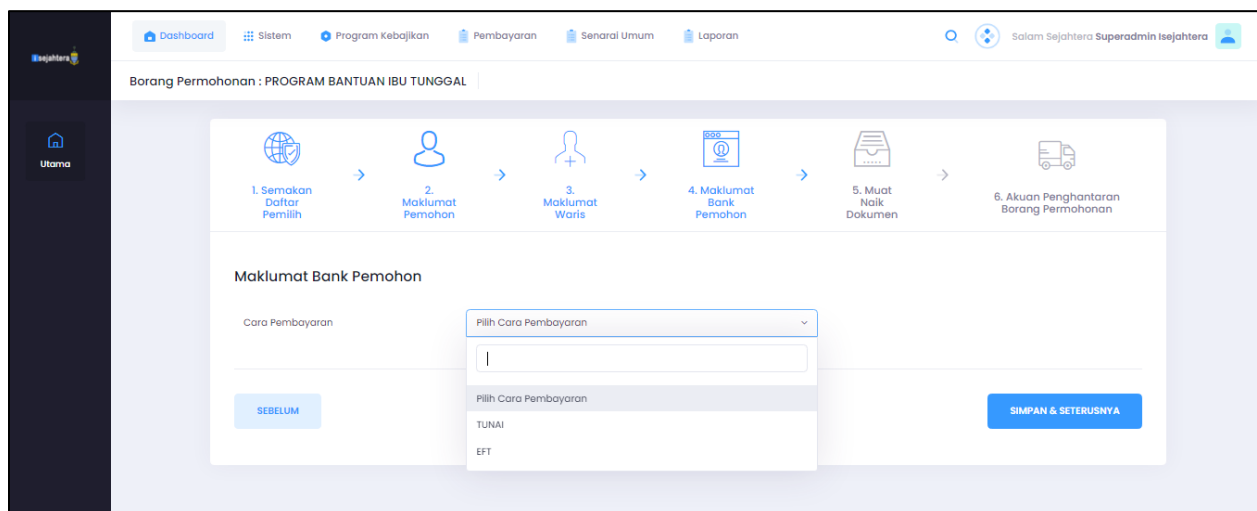 Isejahtera
Dashboard
Sistem
Program Kebajikan
Pembayaran
Senarai Umum
Laporan
Salam Sejahtera Superadmin Isejahtera
Borang Permohonan : PROGRAM BANTUAN IBU TUNGGAL
Utama
1. Semakan
Daftar
Pemilih
2.
Maklumat
Pemohon
3.
Maklumat
Waris
4. Maklumat
Bank
Pemohon
5. Muat
Naik
Dokumen
6. Akuan Penghantaran
Borang Permohonan
Maklumat Bank Pemohon
Cara Pembayaran
Pilih Cara Pembayaran
Pilih Cara Pembayaran
TUNAI
EFT
SEBELUM
SIMPAN & SETERUSNYA